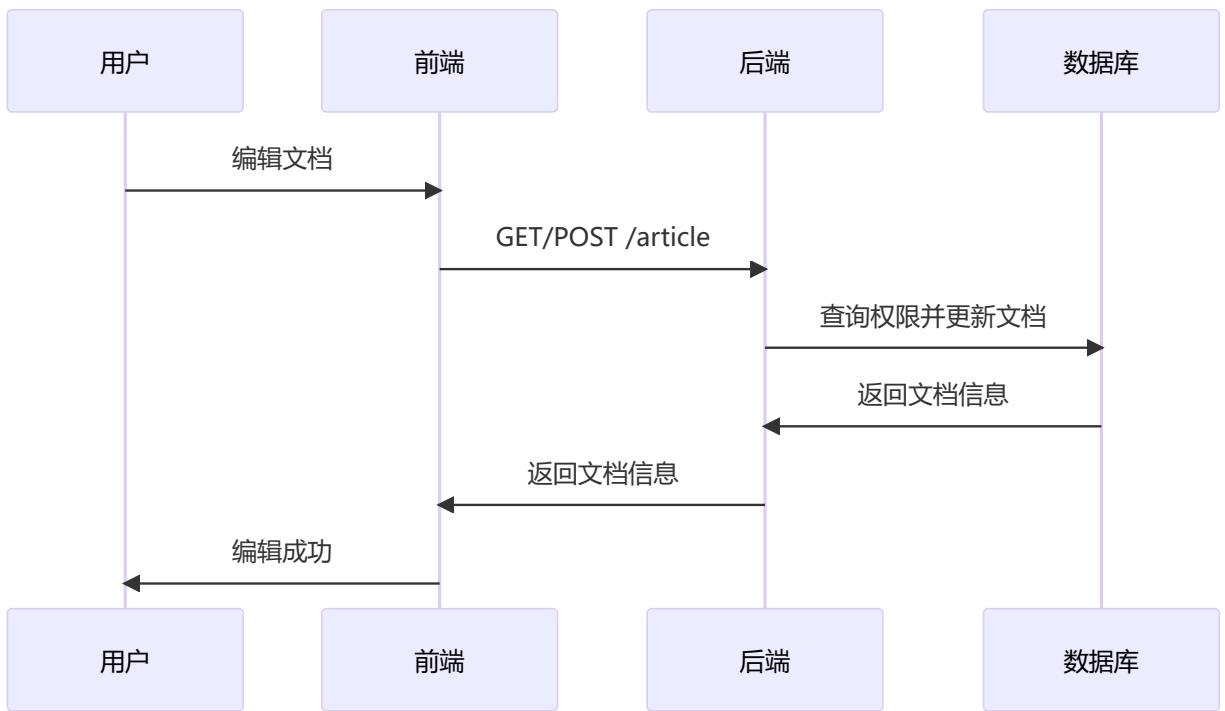 用户 前端 后端 数据库
编辑文档
GET/POST /article
查询权限并更新文档
返回文档信息
返回文档信息
编辑成功
用户 前端 后端 数据库